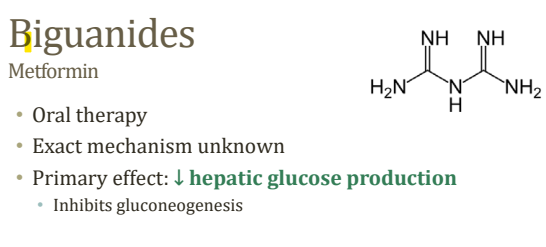 Biguanides
Metformin
NH NH
H₂N N NH₂
H
• Oral therapy
• Exact mechanism unknown
• Primary effect: ↓ hepatic glucose production
• Inhibits gluconeogenesis